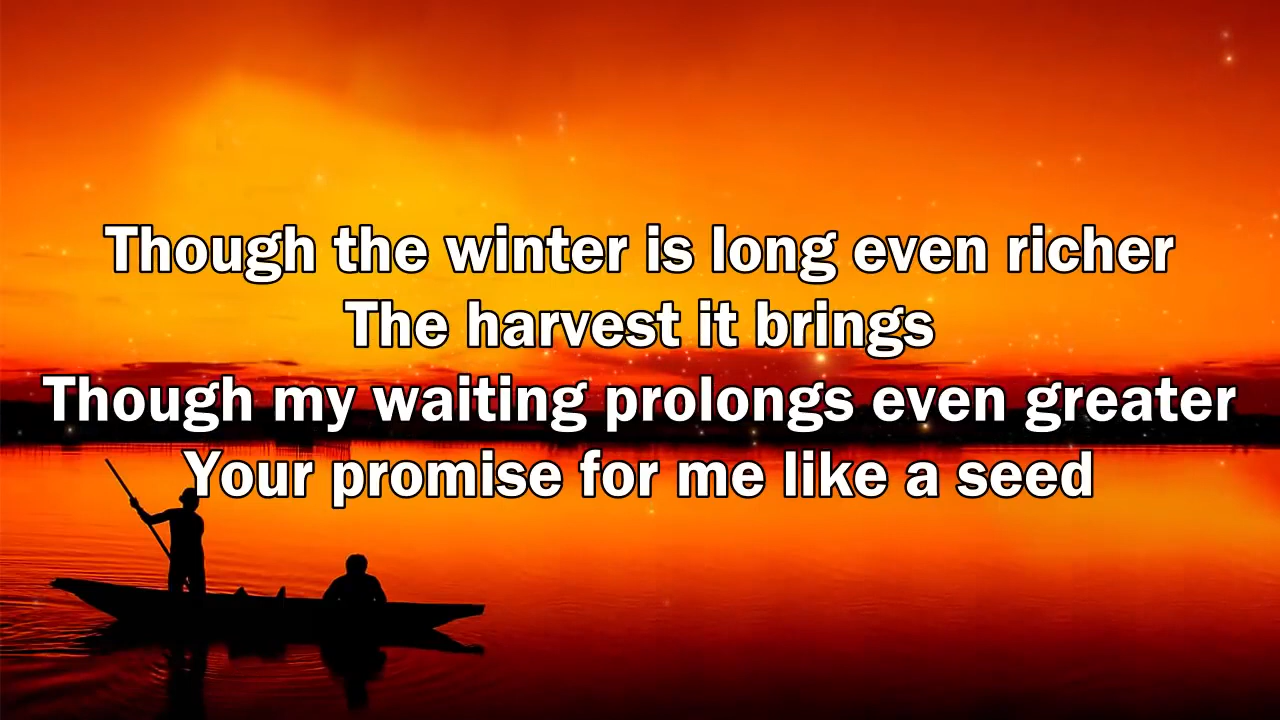 Though the winter is long even richer
The harvest it brings
Though my waiting prolongs even greater
Your promise for me like a seed